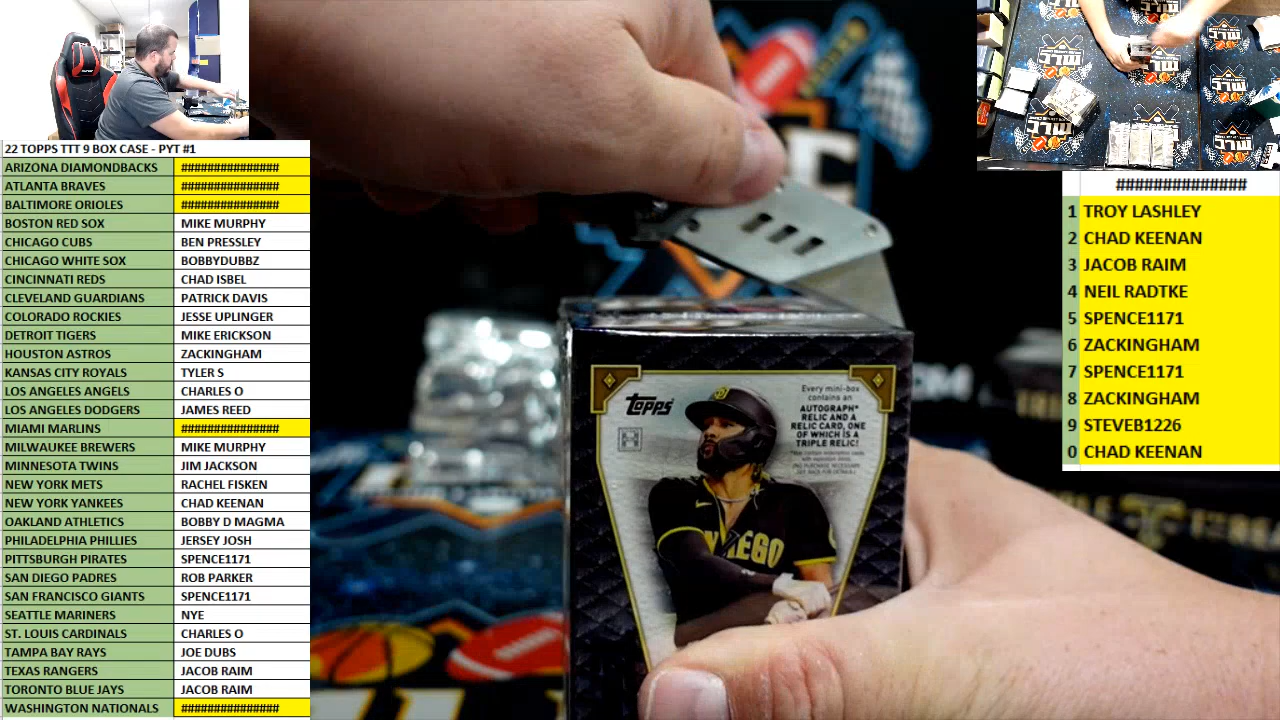 22 TOPPS TTT 9 BOX CASE - PYT #1
ARIZONA DIAMONDBACKS ###############
ATLANTA BRAVES ###############
BALTIMORE ORIOLES ###############
BOSTON RED SOX MIKE MURPHY
CHICAGO CUBS BEN PRESSLEY
CHICAGO WHITE SOX BOBBYDUBBZ
CINCINNATI REDS CHAD ISBEL
CLEVELAND GUARDIANS PATRICK DAVIS
COLORADO ROCKIES JESSE UPLINGER
DETROIT TIGERS MIKE ERICKSON
HOUSTON ASTROS ZACKINGHAM
KANSAS CITY ROYALS TYLER S
LOS ANGELES ANGELS CHARLES O
LOS ANGELES DODGERS JAMES REED
MIAMI MARLINS ###############
MILWAUKEE BREWERS MIKE MURPHY
MINNESOTA TWINS JIM JACKSON
NEW YORK METS RACHEL FISKEN
NEW YORK YANKEES CHAD KEENAN
OAKLAND ATHLETICS BOBBY D MAGMA
PHILADELPHIA PHILLIES JERSEY JOSH
PITTSBURGH PIRATES SPENCE1171
SAN DIEGO PADRES ROB PARKER
SAN FRANCISCO GIANTS SPENCE1171
SEATTLE MARINERS NYE
ST. LOUIS CARDINALS CHARLES O
TAMPA BAY RAYS JOE DUBS
TEXAS RANGERS JACOB RAIM
TORONTO BLUE JAYS JACOB RAIM
WASHINGTON NATIONALS ###############
Topps
Every mini-box
contains an
AUTOGRAPH*
RELIC AND A
RELIC CARD, ONE
OF WHICH IS A
TRIPLE RELIC!
##############
1 TROY LASHLEY
2 CHAD KEENAN
3 JACOB RAIM
4 NEIL RADTKE
5 SPENCE1171
6 ZACKINGHAM
7 SPENCE1171
8 ZACKINGHAM
9 STEVEB1226
0 CHAD KEENAN